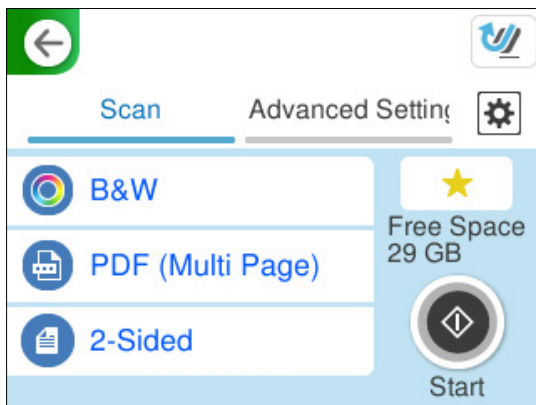 Scan
Advanced Setting
B&W
PDF (Multi Page)
2-Sided
Free Space
29 GB
Start